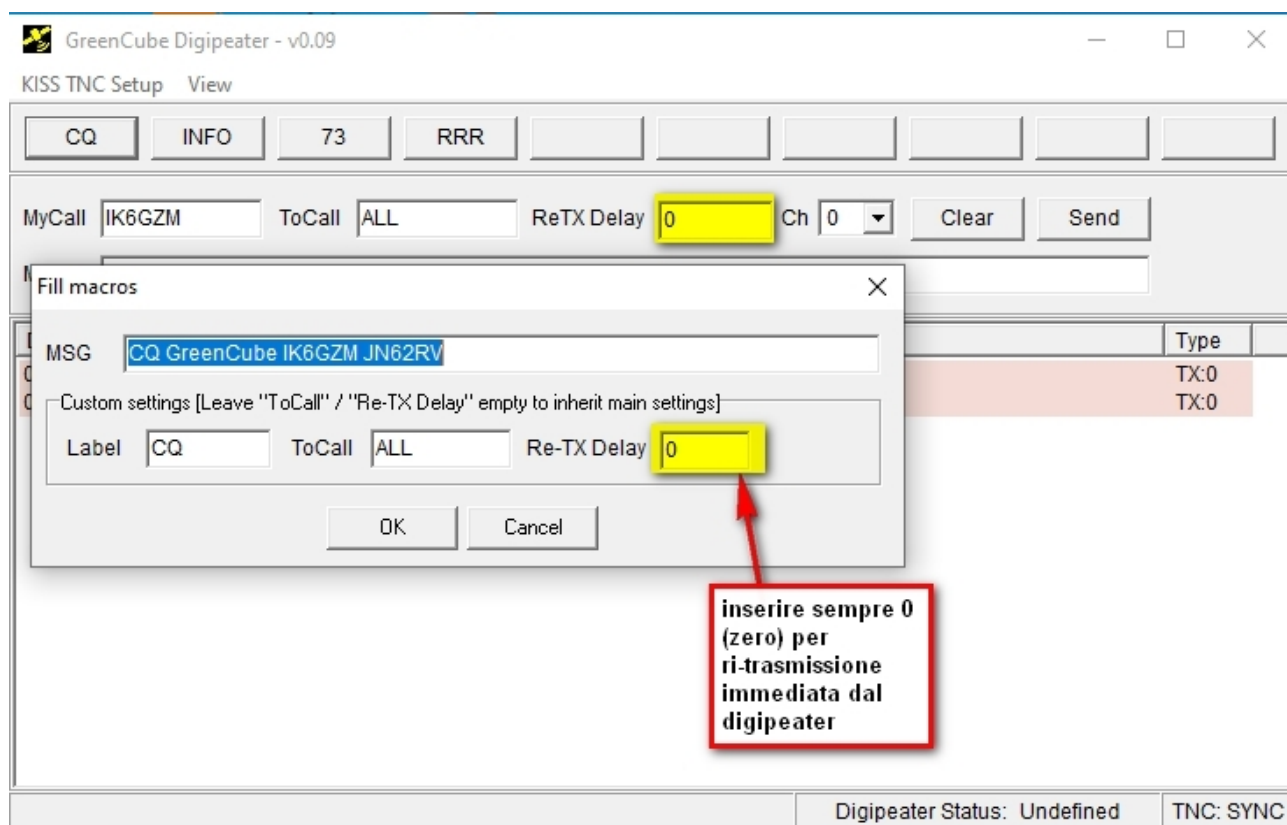 GreenCube Digipeater - v0.09
KISS TNC Setup View
CQ INFO 73 RRR
MyCall IK6GZM ToCall ALL ReTX Delay 0 Ch 0 Clear Send
Fill macros
MSG CQ GreenCube IK6GZM JN62RV
Type
TX:0
TX:0
Custom settings [Leave "ToCall" / "Re-TX Delay" empty to inherit main settings]
Label CQ ToCall ALL Re-TX Delay 0
OK Cancel
inserire sempre 0
(zero) per
ri-trasmissione
immediata dal
digipeater
Digipeater Status: Undefined TNC: SYNC